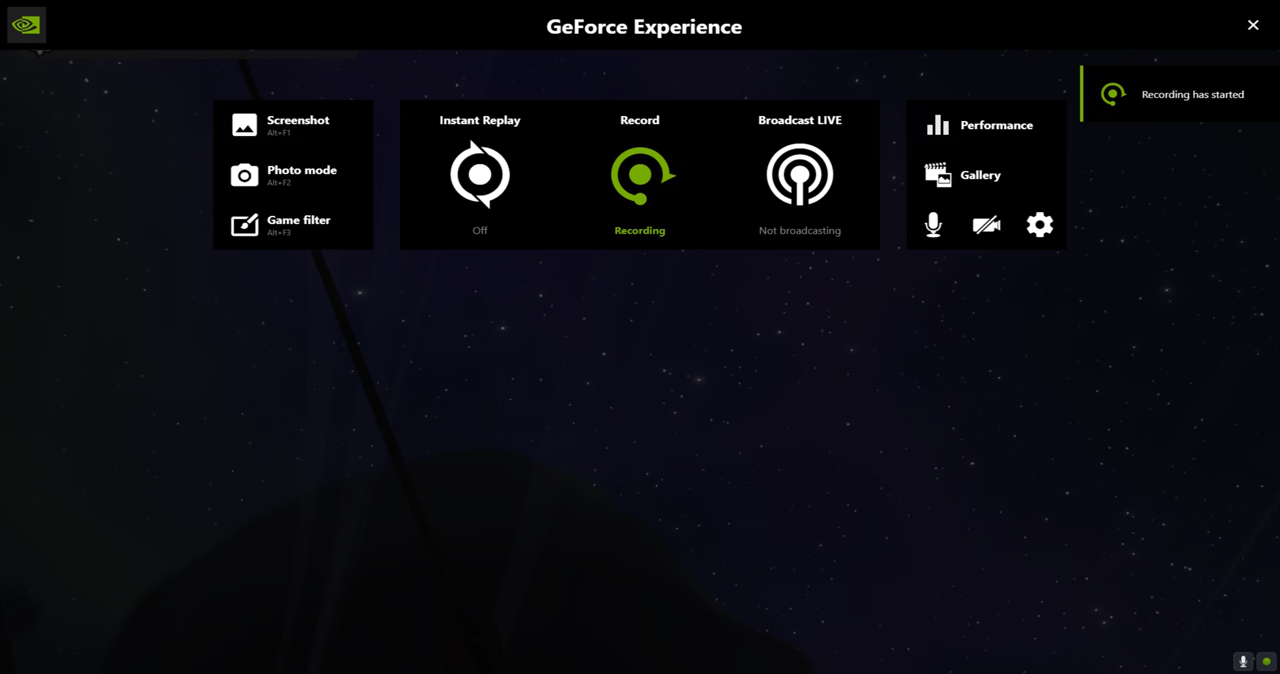 GeForce Experience
Recording has started
Screenshot
Alt+F1
Photo mode
Alt+F2
Game filter
Alt+F3
Instant Replay
Off
Record
Recording
Broadcast LIVE
Not broadcasting
Performance
Gallery